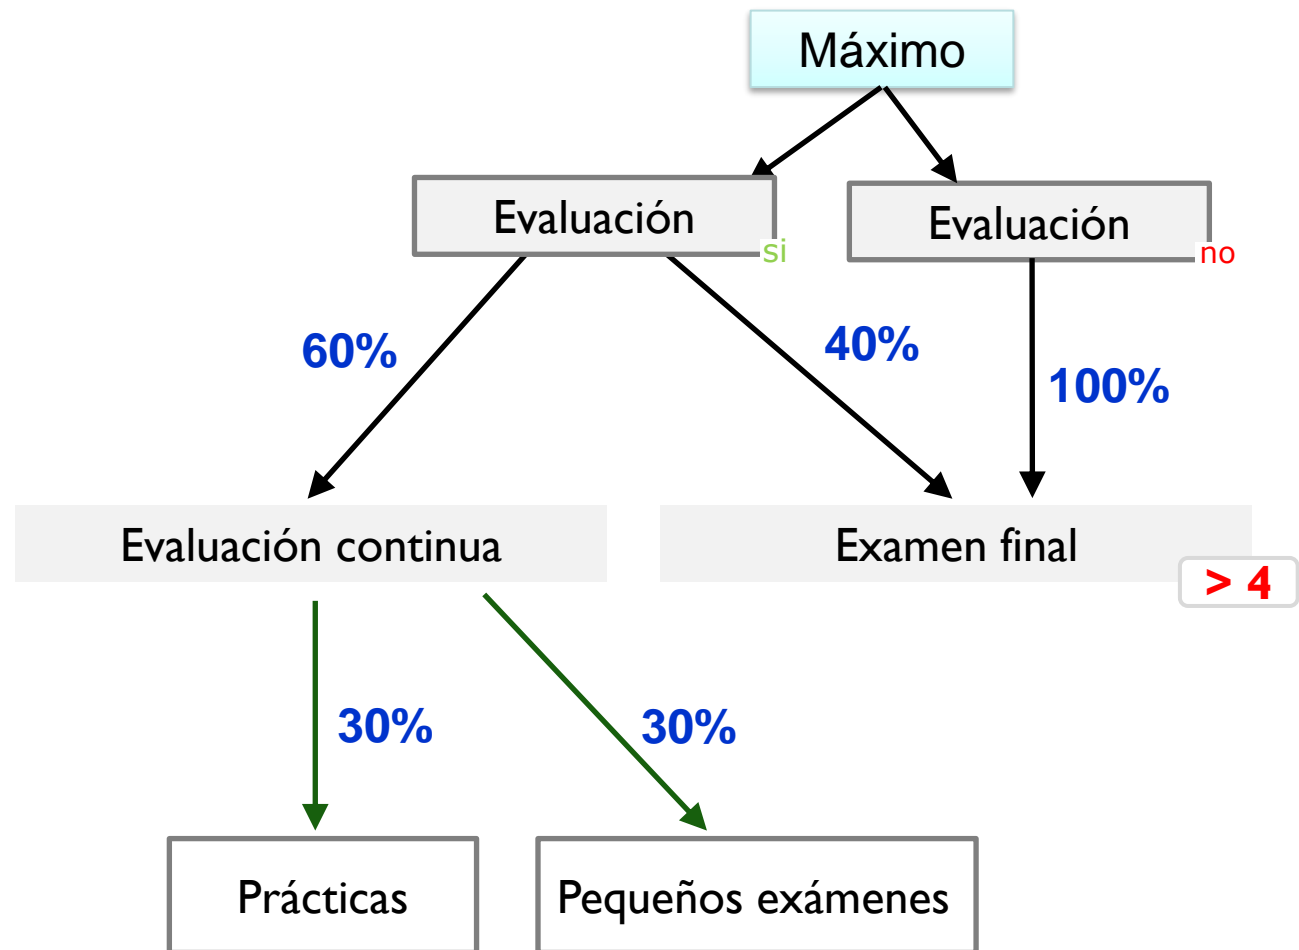 Máximo
Evaluación
si
Evaluación
no
60%
40%
100%
Evaluación continua
Examen final
> 4
30%
30%
Prácticas
Pequeños exámenes